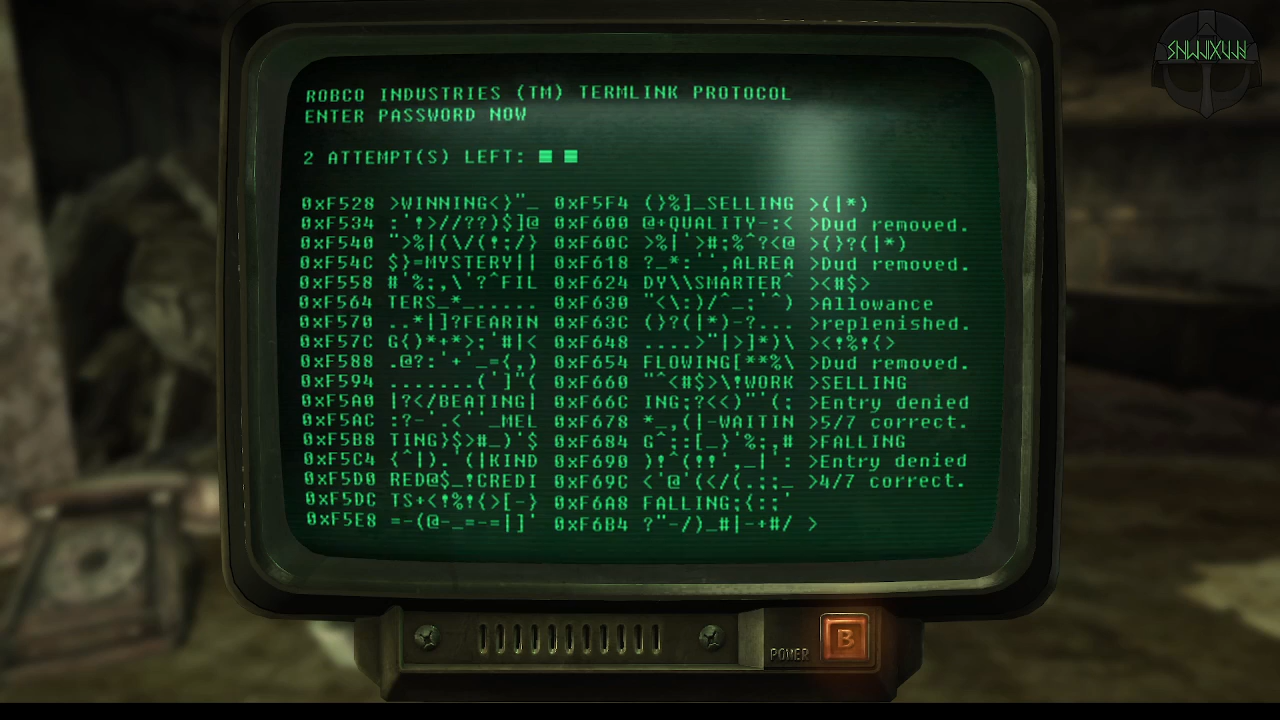 ROBCO INDUSTRIES (TM) TERMLINK PROTOCOL
ENTER PASSWORD NOW
2 ATTEMPT(S) LEFT: ■ ■
0xF528 >WINNING<}"_ 0xF5F4 (}%]_SELLING >(|*)
0xF534 :'!>//??)$]@ 0xF600 @+QUALITY-:< >Dud removed.
0xF540 ">%|(\/(!;/} 0xF60C >%|'>#;%^?<@ >(}?(|*)
0xF54C $}=MYSTERY|| 0xF618 ?_*:'',ALREA >Dud removed.
0xF558 #'%:,\'?^FIL 0xF624 DY\\SMARTER^ ><#$>
0xF564 TERS_*_..... 0xF630 "<\:)/^_;'^) >Allowance
0xF570 ..*|]?FEARIN 0xF63C (}?(|*)-?... >replenished.
0xF57C G{)*+*>;'#|< 0xF648 ....>"|>]*)\ ><!%!{>
0xF588 .@?:'+'_={,) 0xF654 FLOWING[**%\ >Dud removed.
0xF594 .......(']"( 0xF660 "^<#$>\!WORK >SELLING
0xF5A0 |?</BEATING| 0xF66C ING;?<<)"'(; >Entry denied
0xF5AC :?-'.<''_MEL 0xF678 *_,(|-WAITIN >5/7 correct.
0xF5B8 TING}$>#_)'$ 0xF684 G^;:[_}'%:,# >FALLING
0xF5C4 {^|).'(|KIND 0xF690 )!^(!!',_|': >Entry denied
0xF5D0 RED@$_!CREDI 0xF69C <'@'(</(.:;_ >4/7 correct.
0xF5DC TS+<!%!{>[-} 0xF6A8 FALLING;{:;'
0xF5E8 =-(@-_=-=|]' 0xF6B4 ?"-/)_#|-+#/ >
POWER
B